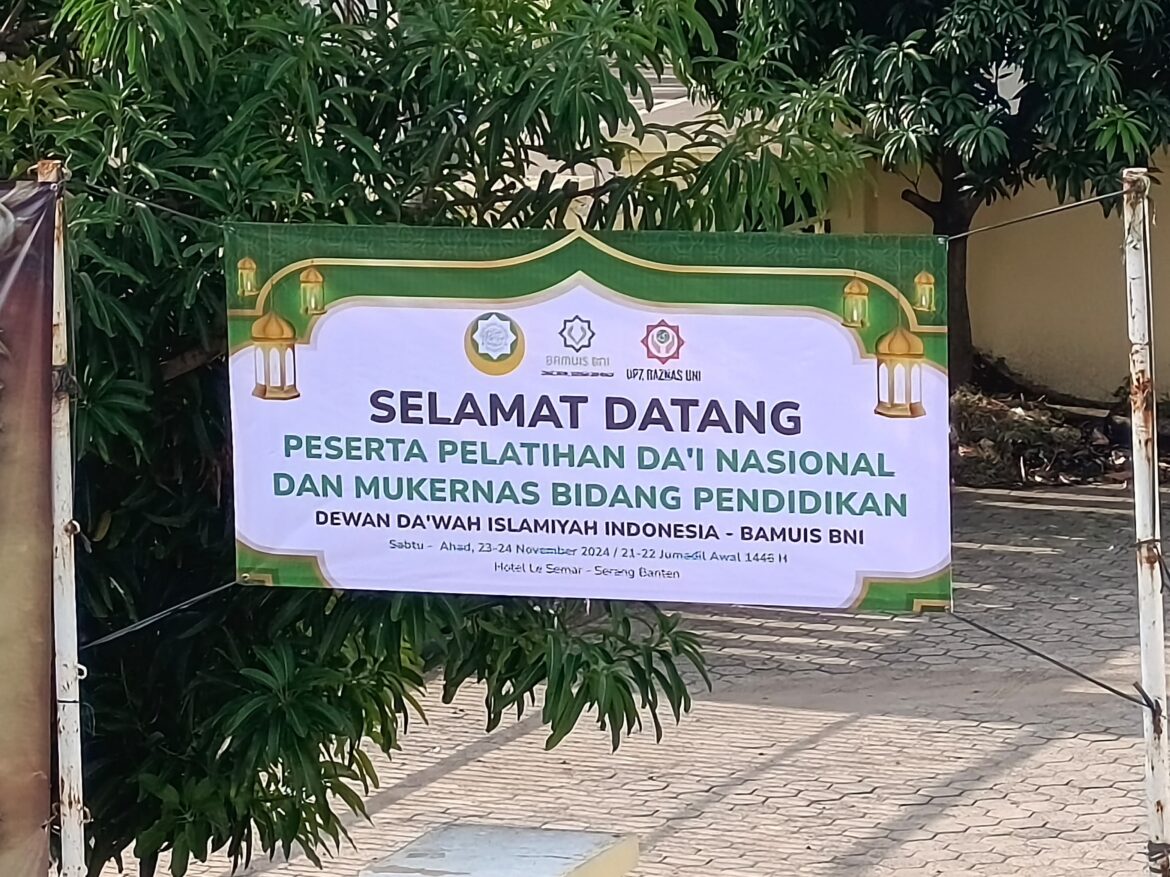 BAMUIS BNI
UPZ BAZNAS BNI
SELAMAT DATANG
PESERTA PELATIHAN DA'I NASIONAL
DAN MUKERNAS BIDANG PENDIDIKAN
DEWAN DA'WAH ISLAMIYAH INDONESIA - BAMUIS BNI
Sabtu - Ahad, 23-24 November 2024 / 21-22 Jumadil Awal 1446 H
Hotel Le Semar - Serang Banten